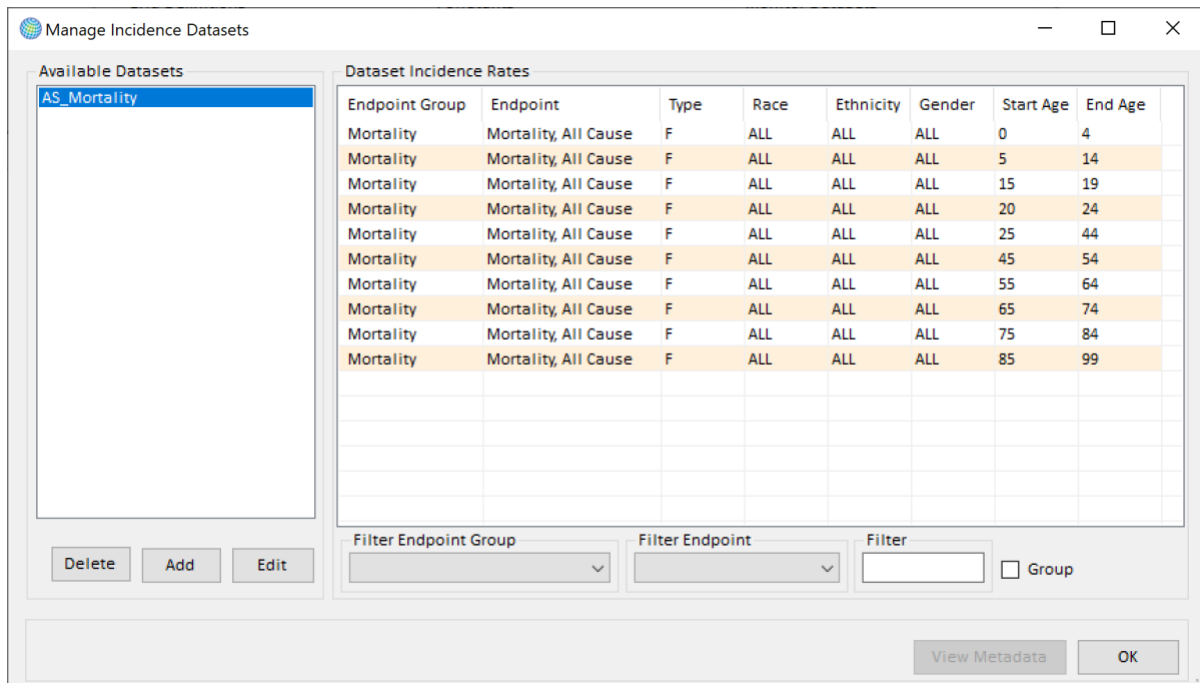 Manage Incidence Datasets
Available Datasets
AS_Mortality
Delete Add Edit
Dataset Incidence Rates
Endpoint Group Endpoint Type Race Ethnicity Gender Start Age End Age
Mortality Mortality, All Cause F ALL ALL ALL 0 4
Mortality Mortality, All Cause F ALL ALL ALL 5 14
Mortality Mortality, All Cause F ALL ALL ALL 15 19
Mortality Mortality, All Cause F ALL ALL ALL 20 24
Mortality Mortality, All Cause F ALL ALL ALL 25 44
Mortality Mortality, All Cause F ALL ALL ALL 45 54
Mortality Mortality, All Cause F ALL ALL ALL 55 64
Mortality Mortality, All Cause F ALL ALL ALL 65 74
Mortality Mortality, All Cause F ALL ALL ALL 75 84
Mortality Mortality, All Cause F ALL ALL ALL 85 99
Filter Endpoint Group Filter Endpoint Filter
Group
View Metadata OK